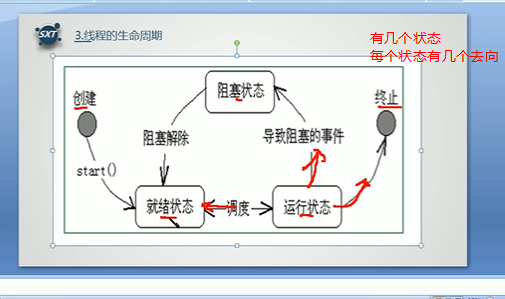 SXT
3.线程的生命周期
有几个状态
每个状态有几个去向
创建
阻塞状态
终止
阻塞解除
导致阻塞的事件
start()
就绪状态
调度
运行状态